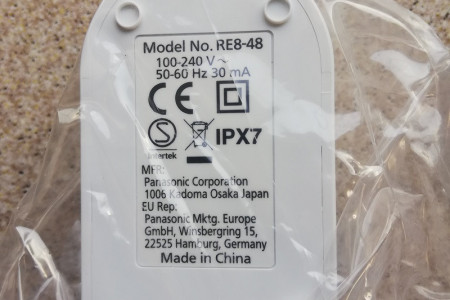 Model No. RE8-48
100-240 V ~
50-60 Hz 30 mA
CE
S
Intertek
IPX7
MFR:
Panasonic Corporation
1006 Kadoma Osaka Japan
EU Rep:
Panasonic Mktg. Europe
GmbH, Winsbergring 15,
22525 Hamburg, Germany
Made in China